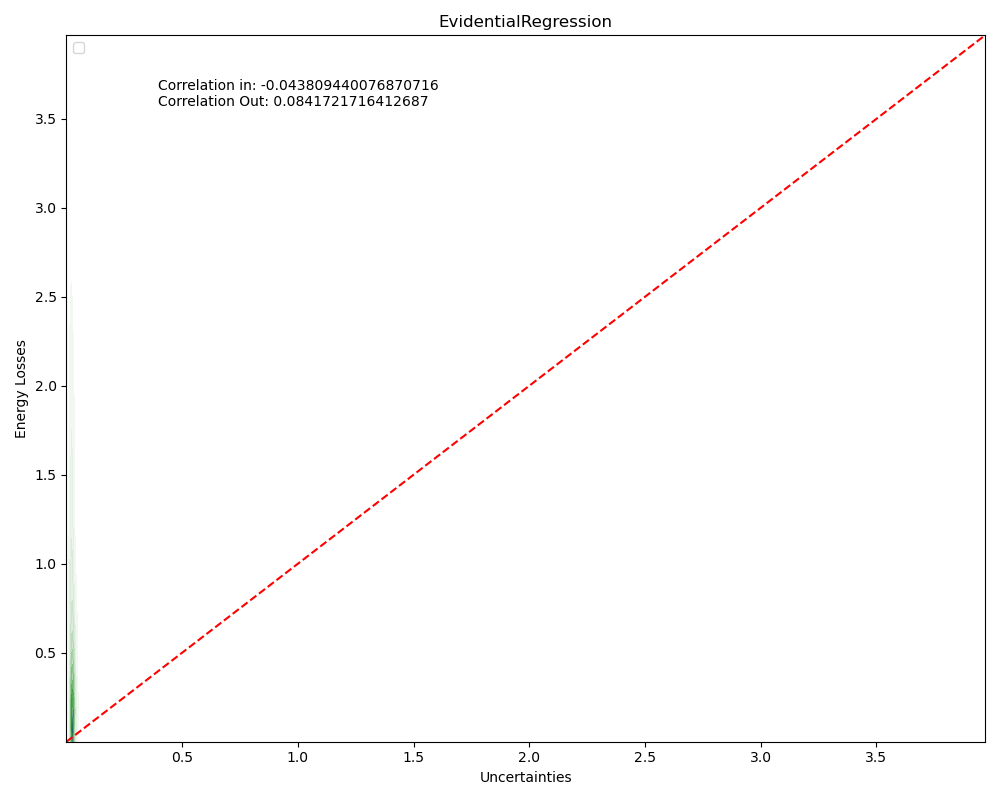 EvidentialRegression
Correlation in: -0.043809440076870716
Correlation Out: 0.0841721716412687
3.5
3.0
2.5
2.0
1.5
1.0
0.5
Energy Losses
0.5
1.0
1.5
2.0
2.5
3.0
3.5
Uncertainties